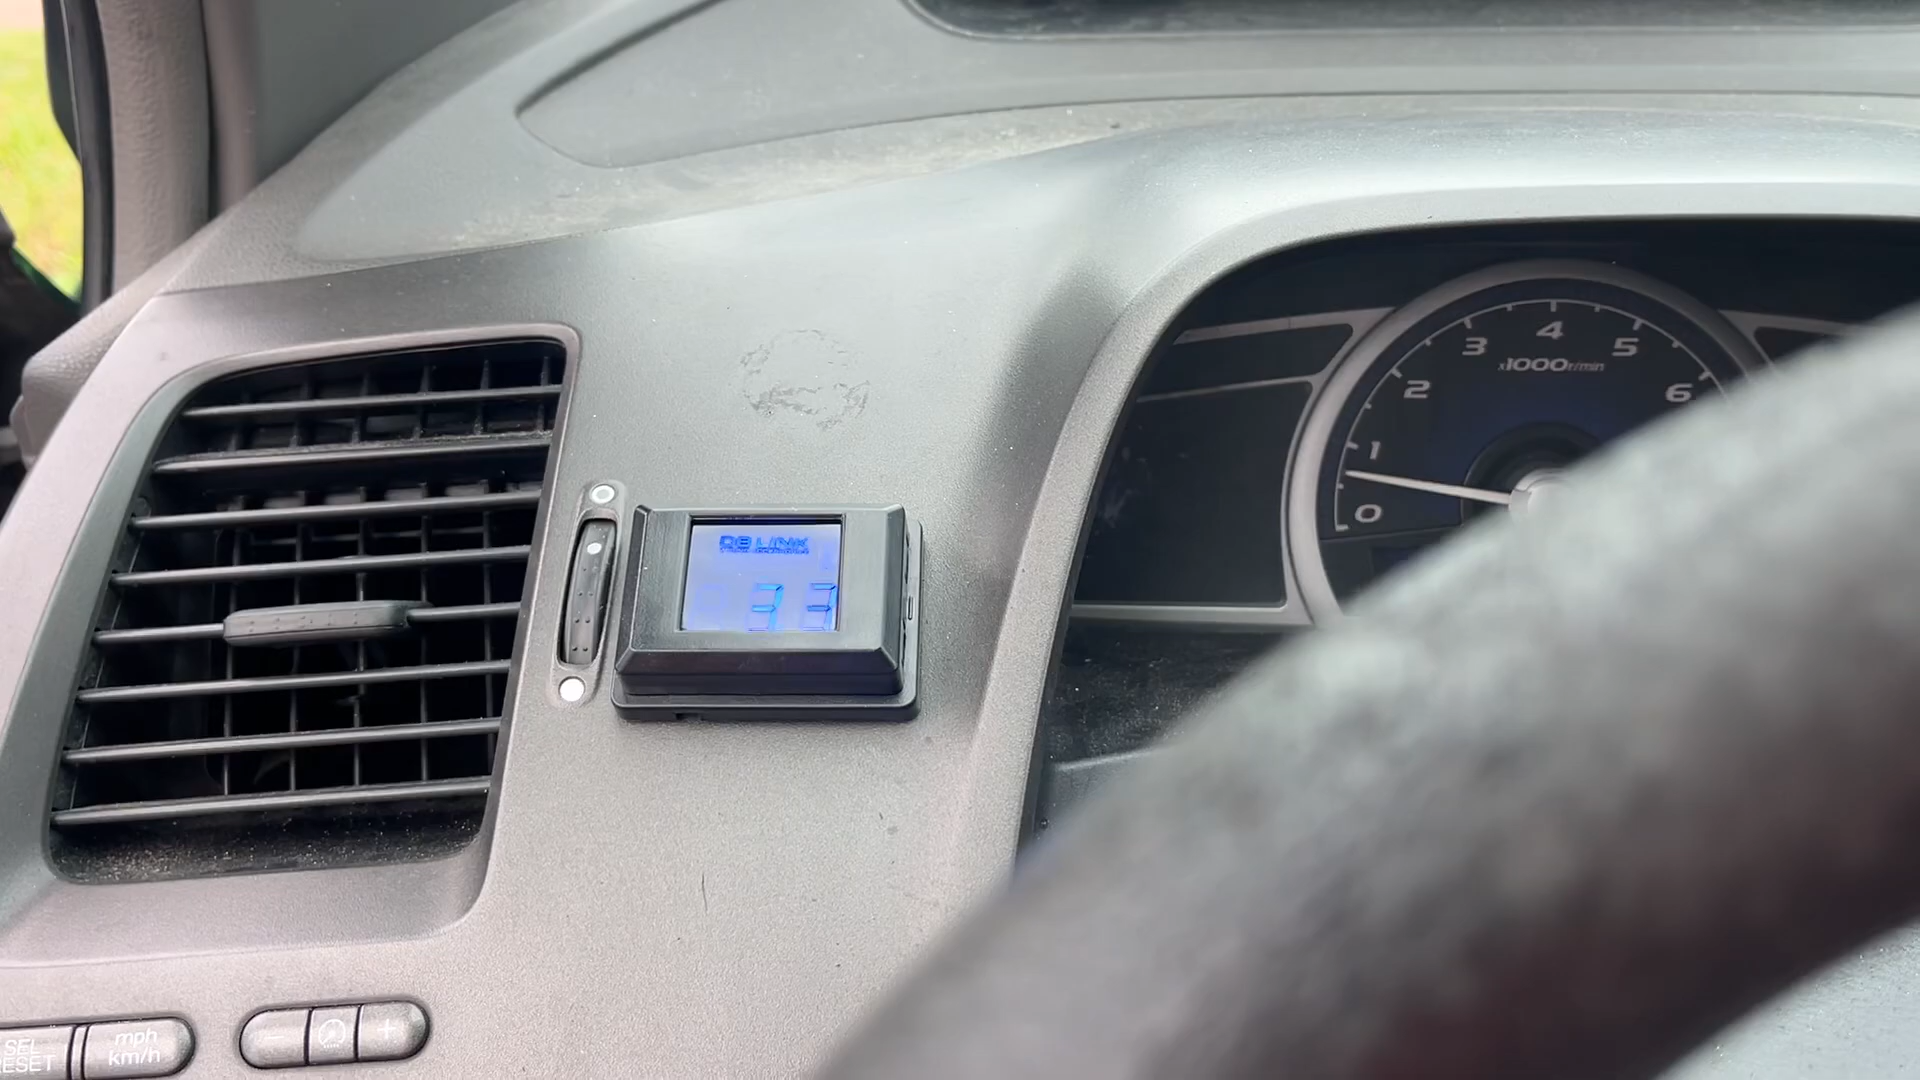 3 4 5
x1000r/min
2 6
1
0
DB LINK
33
SEL
RESET
mph
km/h
- +